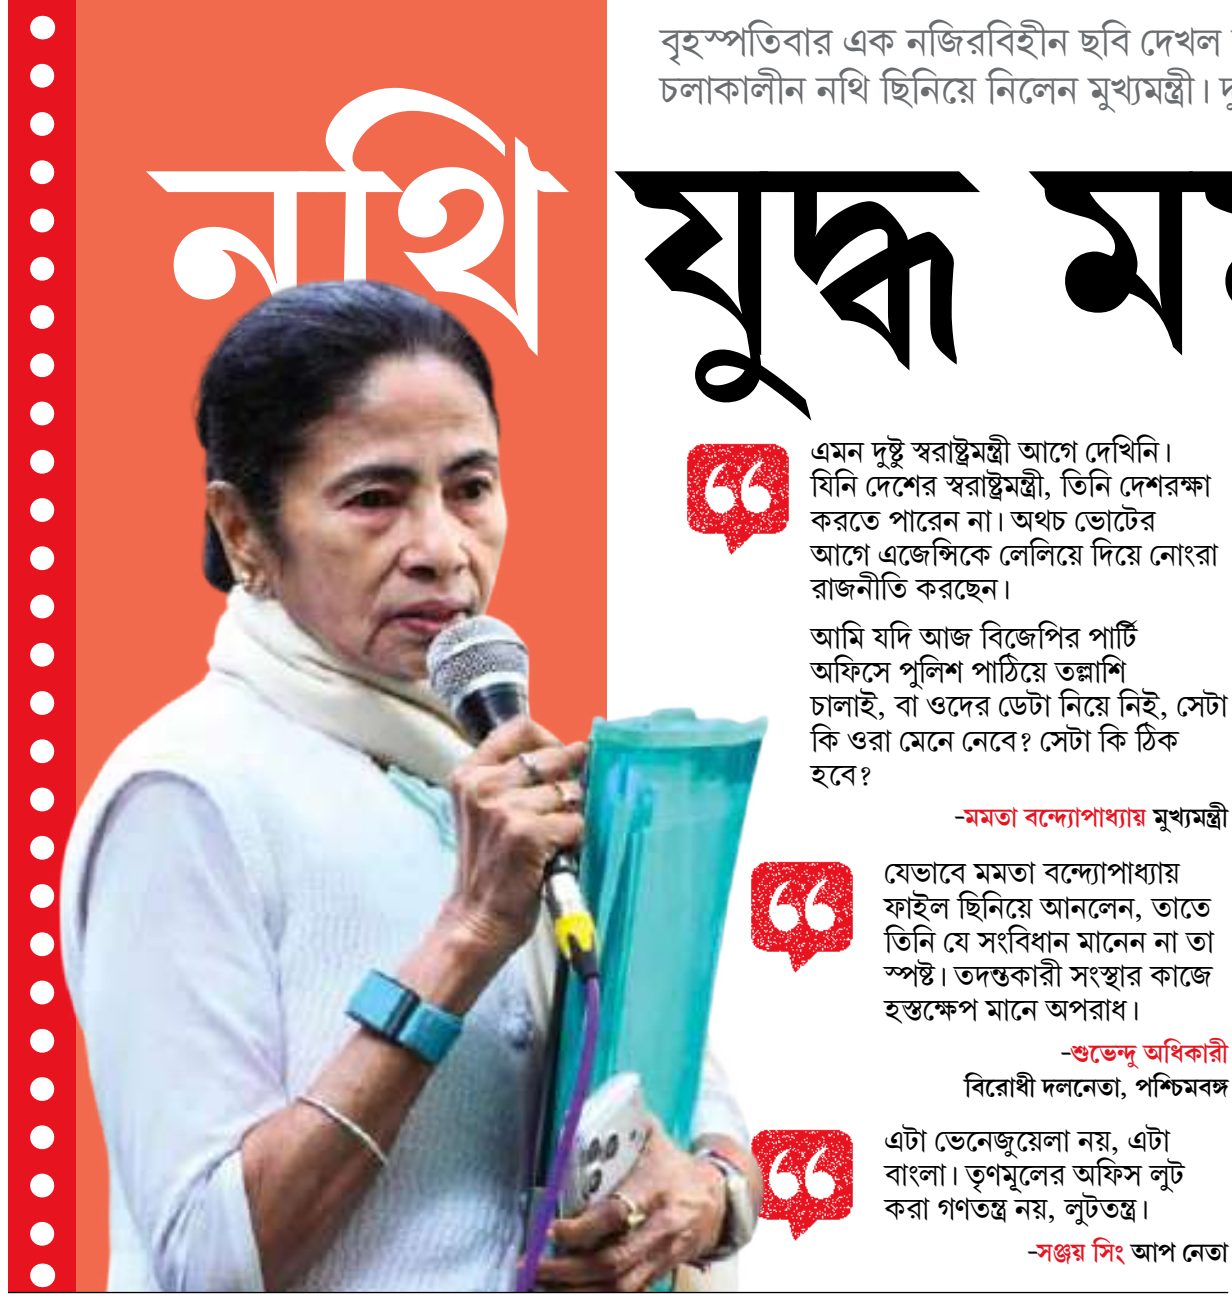 বৃহস্পতিবার এক নজিরবিহীন ছবি দেখল
চলাকালীন নথি ছিনিয়ে নিলেন মুখ্যমন্ত্রী।
নথি যুদ্ধ
এমন দুষ্টু স্বরাষ্ট্রমন্ত্রী আগে দেখিনি।
যিনি দেশের স্বরাষ্ট্রমন্ত্রী, তিনি দেশরক্ষা
করতে পারেন না। অথচ ভোটের
আগে এজেন্সিকে লেলিয়ে দিয়ে নোংরা
রাজনীতি করছেন।
আমি যদি আজ বিজেপির পার্টি
অফিসে পুলিশ পাঠিয়ে তল্লাশি
চালাই, বা ওদের ডেটা নিয়ে নিই, সেটা
কি ওরা মেনে নেবে? সেটা কি ঠিক
হবে?
-মমতা বন্দ্যোপাধ্যায় মুখ্যমন্ত্রী
যেভাবে মমতা বন্দ্যোপাধ্যায়
ফাইল ছিনিয়ে আনলেন, তাতে
তিনি যে সংবিধান মানেন না তা
স্পষ্ট। তদন্তকারী সংস্থার কাজে
হস্তক্ষেপ মানে অপরাধ।
-শুভেন্দু অধিকারী
বিরোধী দলনেতা, পশ্চিমবঙ্গ
এটা ভেনেজুয়েলা নয়, এটা
বাংলা। তৃণমূলের অফিস লুট
করা গণতন্ত্র নয়, লুটতন্ত্র।
-সঞ্জয় সিং আপ নেতা